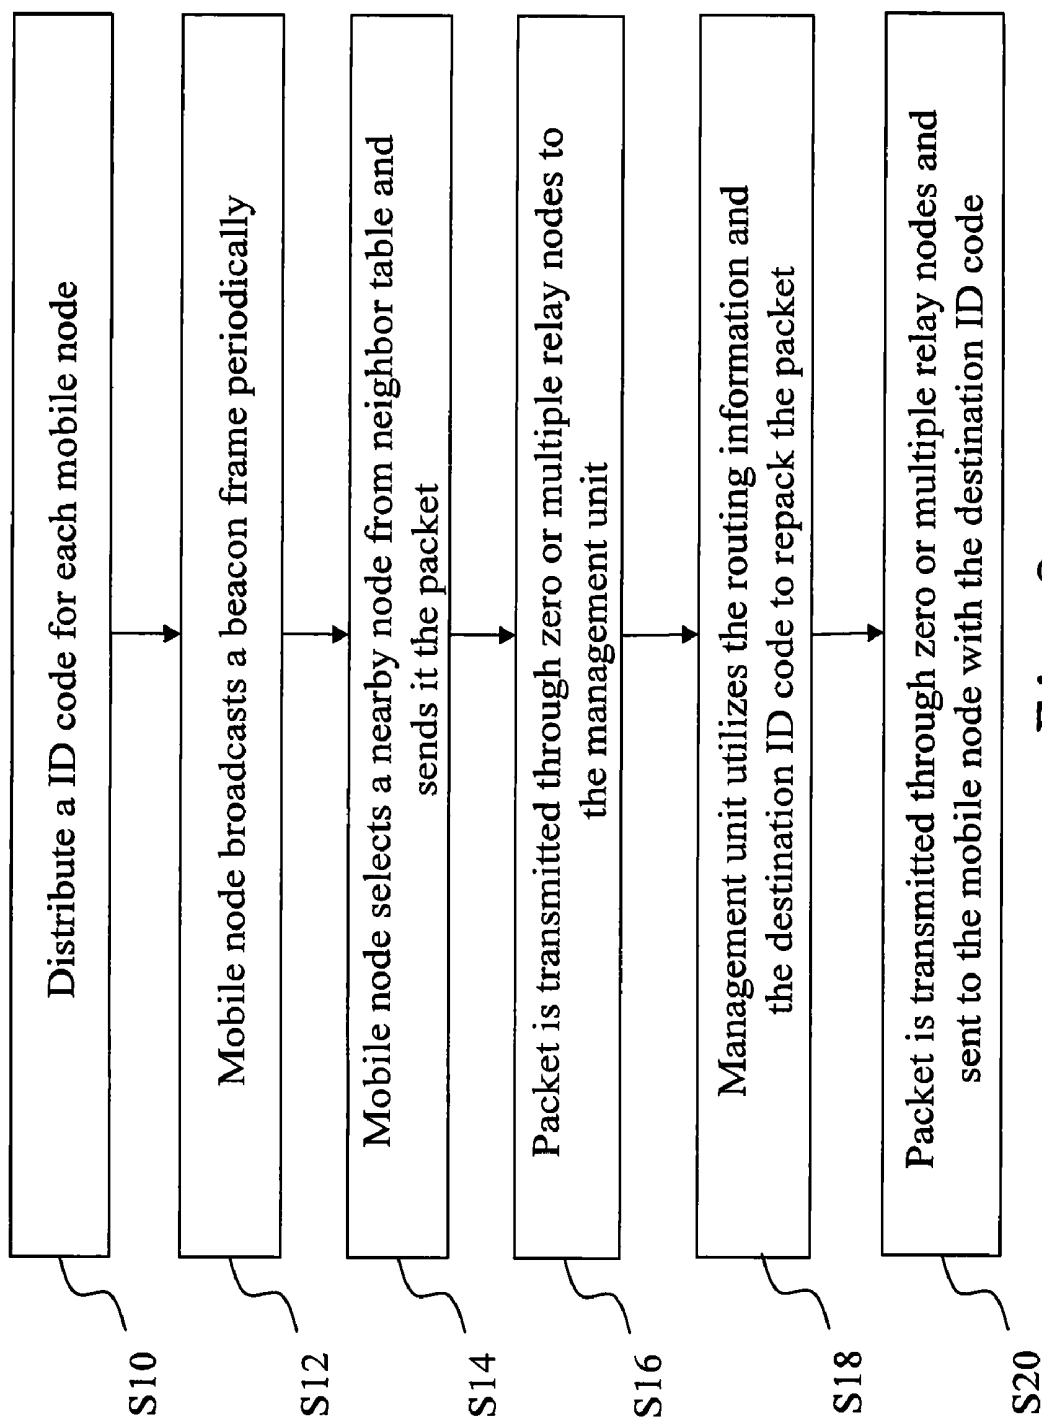 S10
Distribute a ID code for each mobile node
S12
Mobile node broadcasts a beacon frame periodically
S14
Mobile node selects a nearby node from neighbor table and
sends it the packet
S16
Packet is transmitted through zero or multiple relay nodes to
the management unit
S18
Management unit utilizes the routing information and
the destination ID code to repack the packet
S20
Packet is transmitted through zero or multiple relay nodes and
sent to the mobile node with the destination ID code